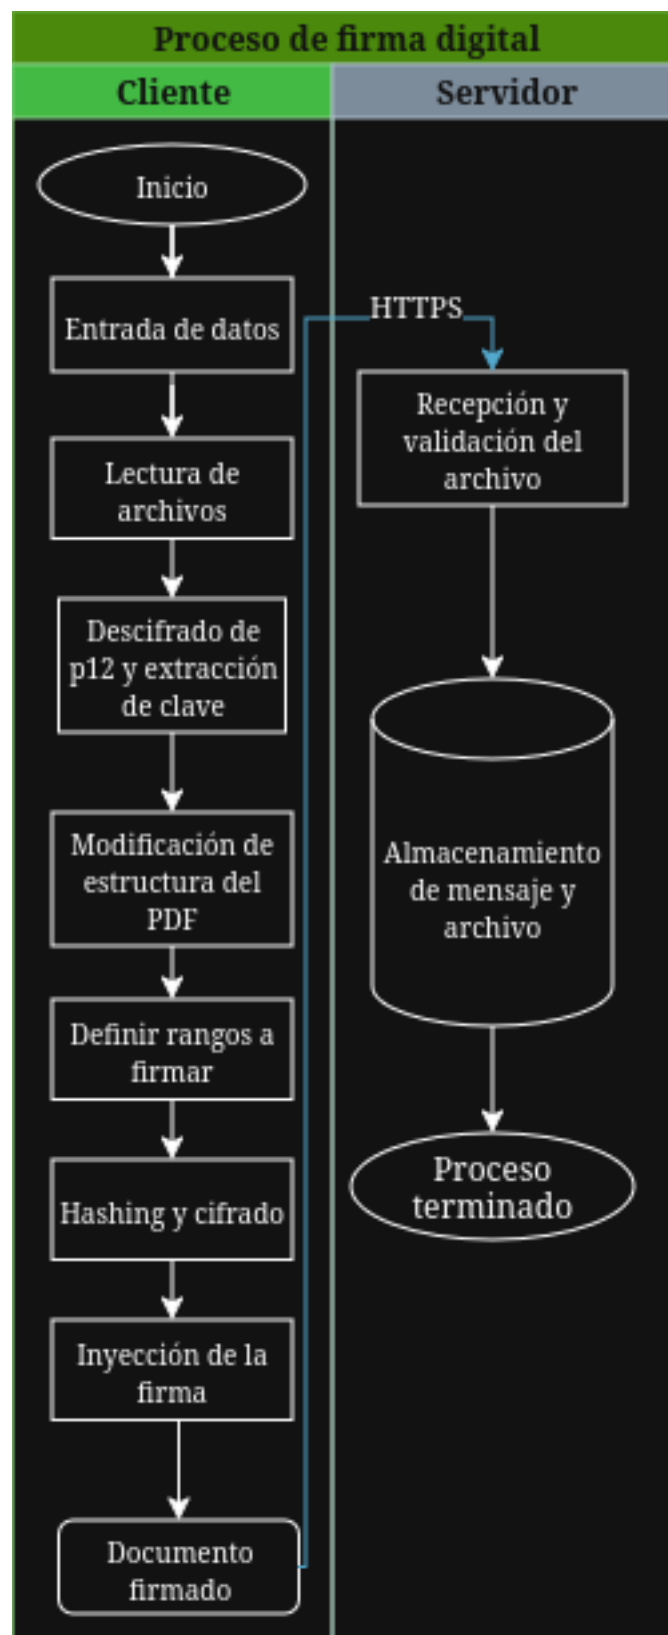 Proceso de firma digital
Cliente
Servidor
Inicio
Entrada de datos
Lectura de
archivos
Descifrado de
p12 y extracción
de clave
Modificación de
estructura del
PDF
Definir rangos a
firmar
Hashing y cifrado
Inyección de la
firma
Documento
firmado
HTTPS
Recepción y
validación del
archivo
Almacenamiento
de mensaje y
archivo
Proceso
terminado